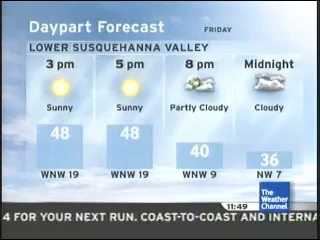 Daypart Forecast FRIDAY
LOWER SUSQUEHANNA VALLEY
3 pm 5 pm 8 pm Midnight
Sunny Sunny Partly Cloudy Cloudy
48 48 40 36
WNW 19 WNW 19 WNW 9 NW 7
The
Weather
Channel
11:49
4 FOR YOUR NEXT RUN. COAST-TO-COAST AND INTERNA